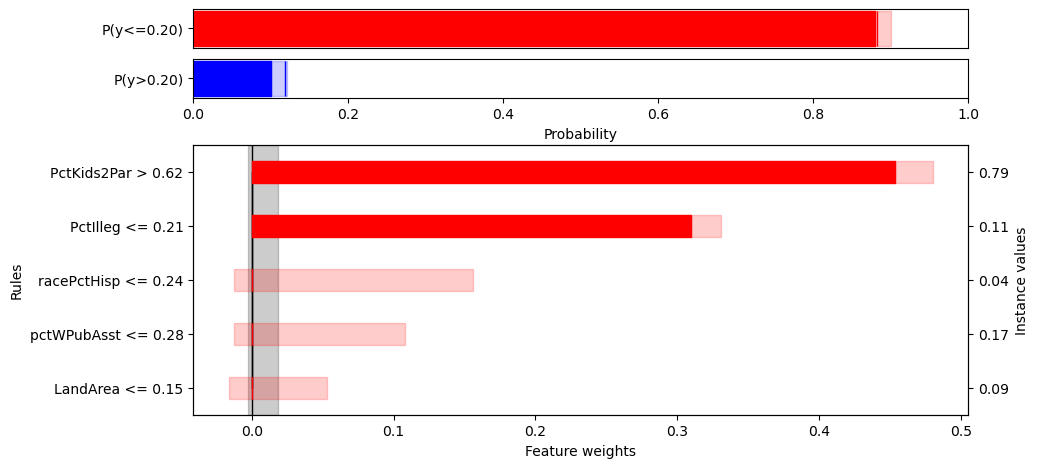 P(y<=0.20)
P(y>0.20)
0.0 0.2 0.4 0.6 0.8 1.0
Probability
PctKids2Par > 0.62 0.79
PctIlleg <= 0.21 0.11
racePctHisp <= 0.24 0.04
pctWPubAsst <= 0.28 0.17
LandArea <= 0.15 0.09
Rules
Instance values
0.0 0.1 0.2 0.3 0.4 0.5
Feature weights